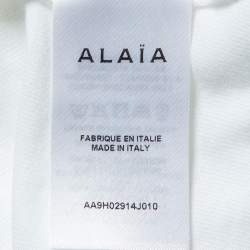 ALAÏA
FABRIQUE EN ITALIE
MADE IN ITALY
AA9H02914J010